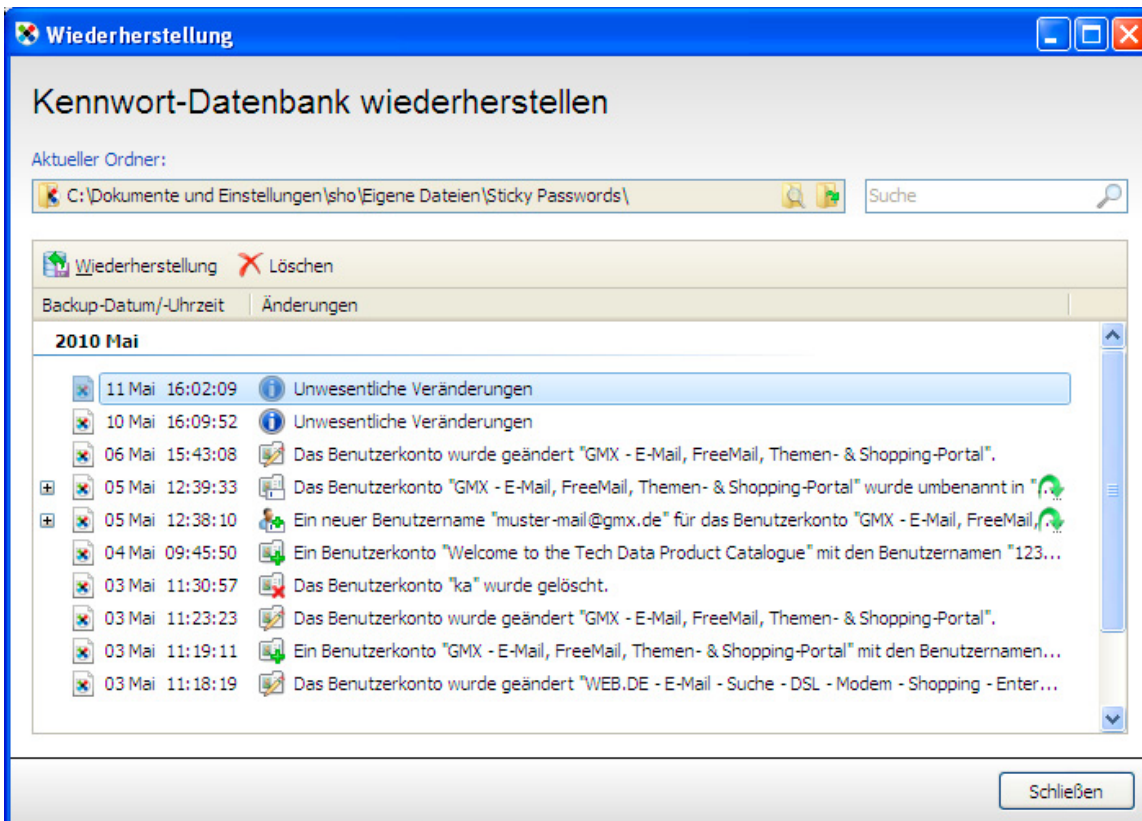 Wiederherstellung
Kennwort-Datenbank wiederherstellen
Aktueller Ordner:
C:\Dokumente und Einstellungen\sho\Eigene Dateien\Sticky Passwords\ Suche
Wiederherstellung Löschen
Backup-Datum/-Uhrzeit Änderungen
2010 Mai
11 Mai 16:02:09 Unwesentliche Veränderungen
10 Mai 16:09:52 Unwesentliche Veränderungen
06 Mai 15:43:08 Das Benutzerkonto wurde geändert "GMX - E-Mail, FreeMail, Themen- & Shopping-Portal".
05 Mai 12:39:33 Das Benutzerkonto "GMX - E-Mail, FreeMail, Themen- & Shopping-Portal" wurde umbenannt in "...
05 Mai 12:38:10 Ein neuer Benutzername "muster-mail@gmx.de" für das Benutzerkonto "GMX - E-Mail, FreeMail,...
04 Mai 09:45:50 Ein Benutzerkonto "Welcome to the Tech Data Product Catalogue" mit den Benutzernamen "123...
03 Mai 11:30:57 Das Benutzerkonto "ka" wurde gelöscht.
03 Mai 11:23:23 Das Benutzerkonto wurde geändert "GMX - E-Mail, FreeMail, Themen- & Shopping-Portal".
03 Mai 11:19:11 Ein Benutzerkonto "GMX - E-Mail, FreeMail, Themen- & Shopping-Portal" mit den Benutzernamen...
03 Mai 11:18:19 Das Benutzerkonto wurde geändert "WEB.DE - E-Mail - Suche - DSL - Modem - Shopping - Enter...
Schließen